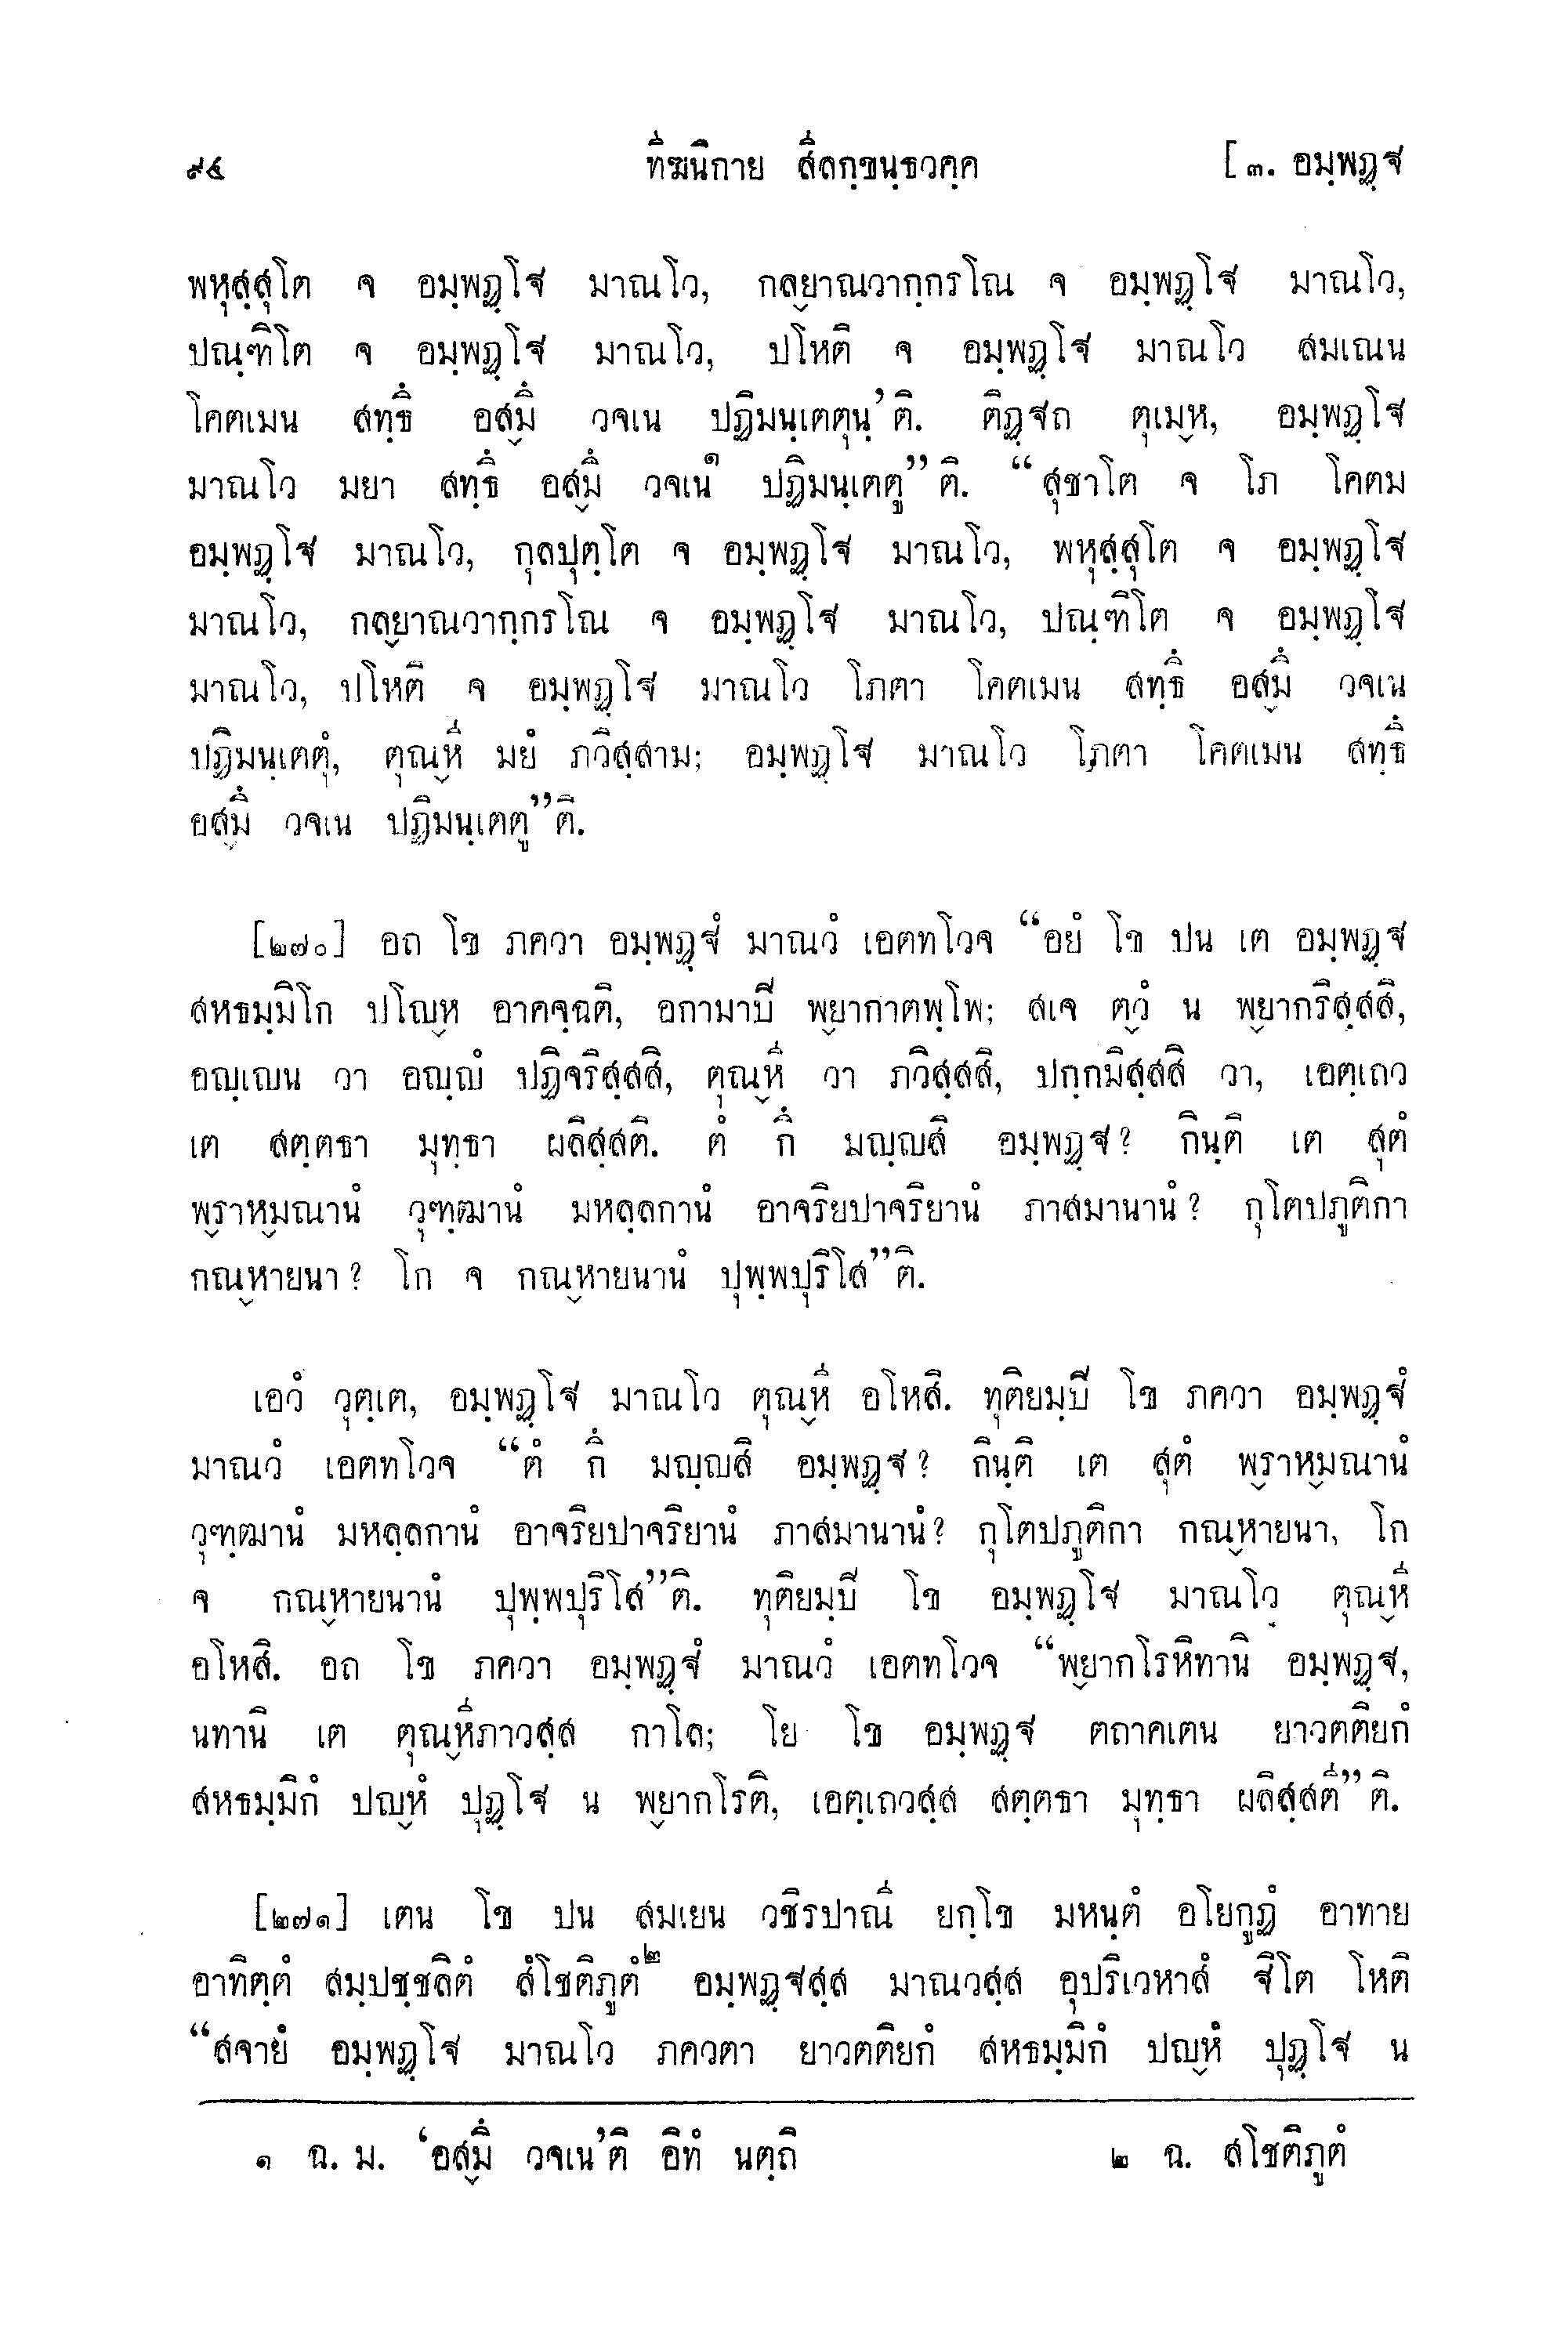 ๙๔ ทีฆนิกาย สีลกฺขนฺธวคฺค [ ๓. อมฺพฏฺฐ
พหุสฺสุโต จ อมฺพฏฺโฐ มาณโว, กล๎ยาณวากฺกรโณ จ อมฺพฏฺโฐ มาณโว,
ปณฺฑิโต จ อมฺพฏฺโฐ มาณโว, ปโหติ จ อมฺพฏฺโฐ มาณโว สมเณน
โคตเมน สทฺธิํ อส๎มิํ วจเน ปฏิมนฺเตตุนฺ’ติ. ติฏฺฐถ ตุเม๎ห, อมฺพฏฺโฐ
มาณโว มยา สทฺธิํ อส๎มิํ วจเน๑ ปฏิมนฺเตตู”ติ. “สุชาโต จ โภ โคตม
อมฺพฏฺโฐ มาณโว, กุลปุตฺโต จ อมฺพฏฺโฐ มาณโว, พหุสฺสุโต จ อมฺพฏฺโฐ
มาณโว, กล๎ยาณวากฺกรโณ จ อมฺพฏฺโฐ มาณโว, ปณฺฑิโต จ อมฺพฏฺโฐ
มาณโว, ปโหติ จ อมฺพฏฺโฐ มาณโว โภตา โคตเมน สทฺธิํ อส๎มิํ วจเน
ปฏิมนฺเตตุํ, ตุณ๎หี มยํ ภวิสฺสาม; อมฺพฏฺโฐ มาณโว โภตา โคตเมน สทฺธิํ
อส๎มิํ วจเน ปฏิมนฺเตตู”ติ.
[๒๗๐] อถ โข ภควา อมฺพฏฺฐํ มาณวํ เอตทโวจ “อยํ โข ปน เต อมฺพฏฺฐ
สหธมฺมิโก ปโญ๎ห อาคจฺฉติ, อกามาปิ พ๎ยากาตพฺโพ; สเจ ต๎วํ น พ๎ยากริสฺสสิ,
อญฺเญน วา อญฺญํ ปฏิจริสฺสสิ, ตุณ๎หี วา ภวิสฺสสิ, ปกฺกมิสฺสสิ วา, เอตฺเถว
เต สตฺตธา มุทฺธา ผลิสฺสติ. ตํ กิํ มญฺญสิ อมฺพฏฺฐ? กินฺติ เต สุตํ
พ๎ราห๎มณานํ วุฑฺฒานํ มหลฺลกานํ อาจริยปาจริยานํ ภาสมานานํ? กุโตปภูติกา
กณ๎หายนา? โก จ กณ๎หายนานํ ปุพฺพปุริโส”ติ.
เอวํ วุตฺเต, อมฺพฏฺโฐ มาณโว ตุณ๎หี อโหสิ. ทุติยมฺปิ โข ภควา อมฺพฏฺฐํ
มาณวํ เอตทโวจ “ตํ กิํ มญฺญสิ อมฺพฏฺฐ? กินฺติ เต สุตํ พ๎ราห๎มณานํ
วุฑฺฒานํ มหลฺลกานํ อาจริยปาจริยานํ ภาสมานานํ? กุโตปภูติกา กณ๎หายนา, โก
จ กณ๎หายนานํ ปุพฺพปุริโส”ติ. ทุติยมฺปิ โข อมฺพฏฺโฐ มาณโว ตุณ๎หี
อโหสิ. อถ โข ภควา อมฺพฏฺฐํ มาณวํ เอตทโวจ “พ๎ยากโรหิทานิ อมฺพฏฺฐ,
นทานิ เต ตุณ๎หีภาวสฺส กาโล; โย โข อมฺพฏฺฐ ตถาคเตน ยาวตติยกํ
สหธมฺมิกํ ปญ๎หํ ปุฏฺโฐ น พ๎ยากโรติ, เอตฺเถวสฺส สตฺตธา มุทฺธา ผลิสฺสตี”ติ.
[๒๗๑] เตน โข ปน สมเยน วชิรปาณี ยกฺโข มหนฺตํ อโยกูฏํ อาทาย
อาทิตฺตํ สมฺปชฺชลิตํ สํโชติภูตํ๒ อมฺพฏฺฐสฺส มาณวสฺส อุปริเวหาสํ ฐิโต โหติ
“สจายํ อมฺพฏฺโฐ มาณโว ภควตา ยาวตติยกํ สหธมฺมิกํ ปญ๎หํ ปุฏฺโฐ น
๑ ฉ. ม. ‘อส๎มิํ วจเน’ติ อิทํ นตฺถิ ๒ ฉ. สโชติภูตํ